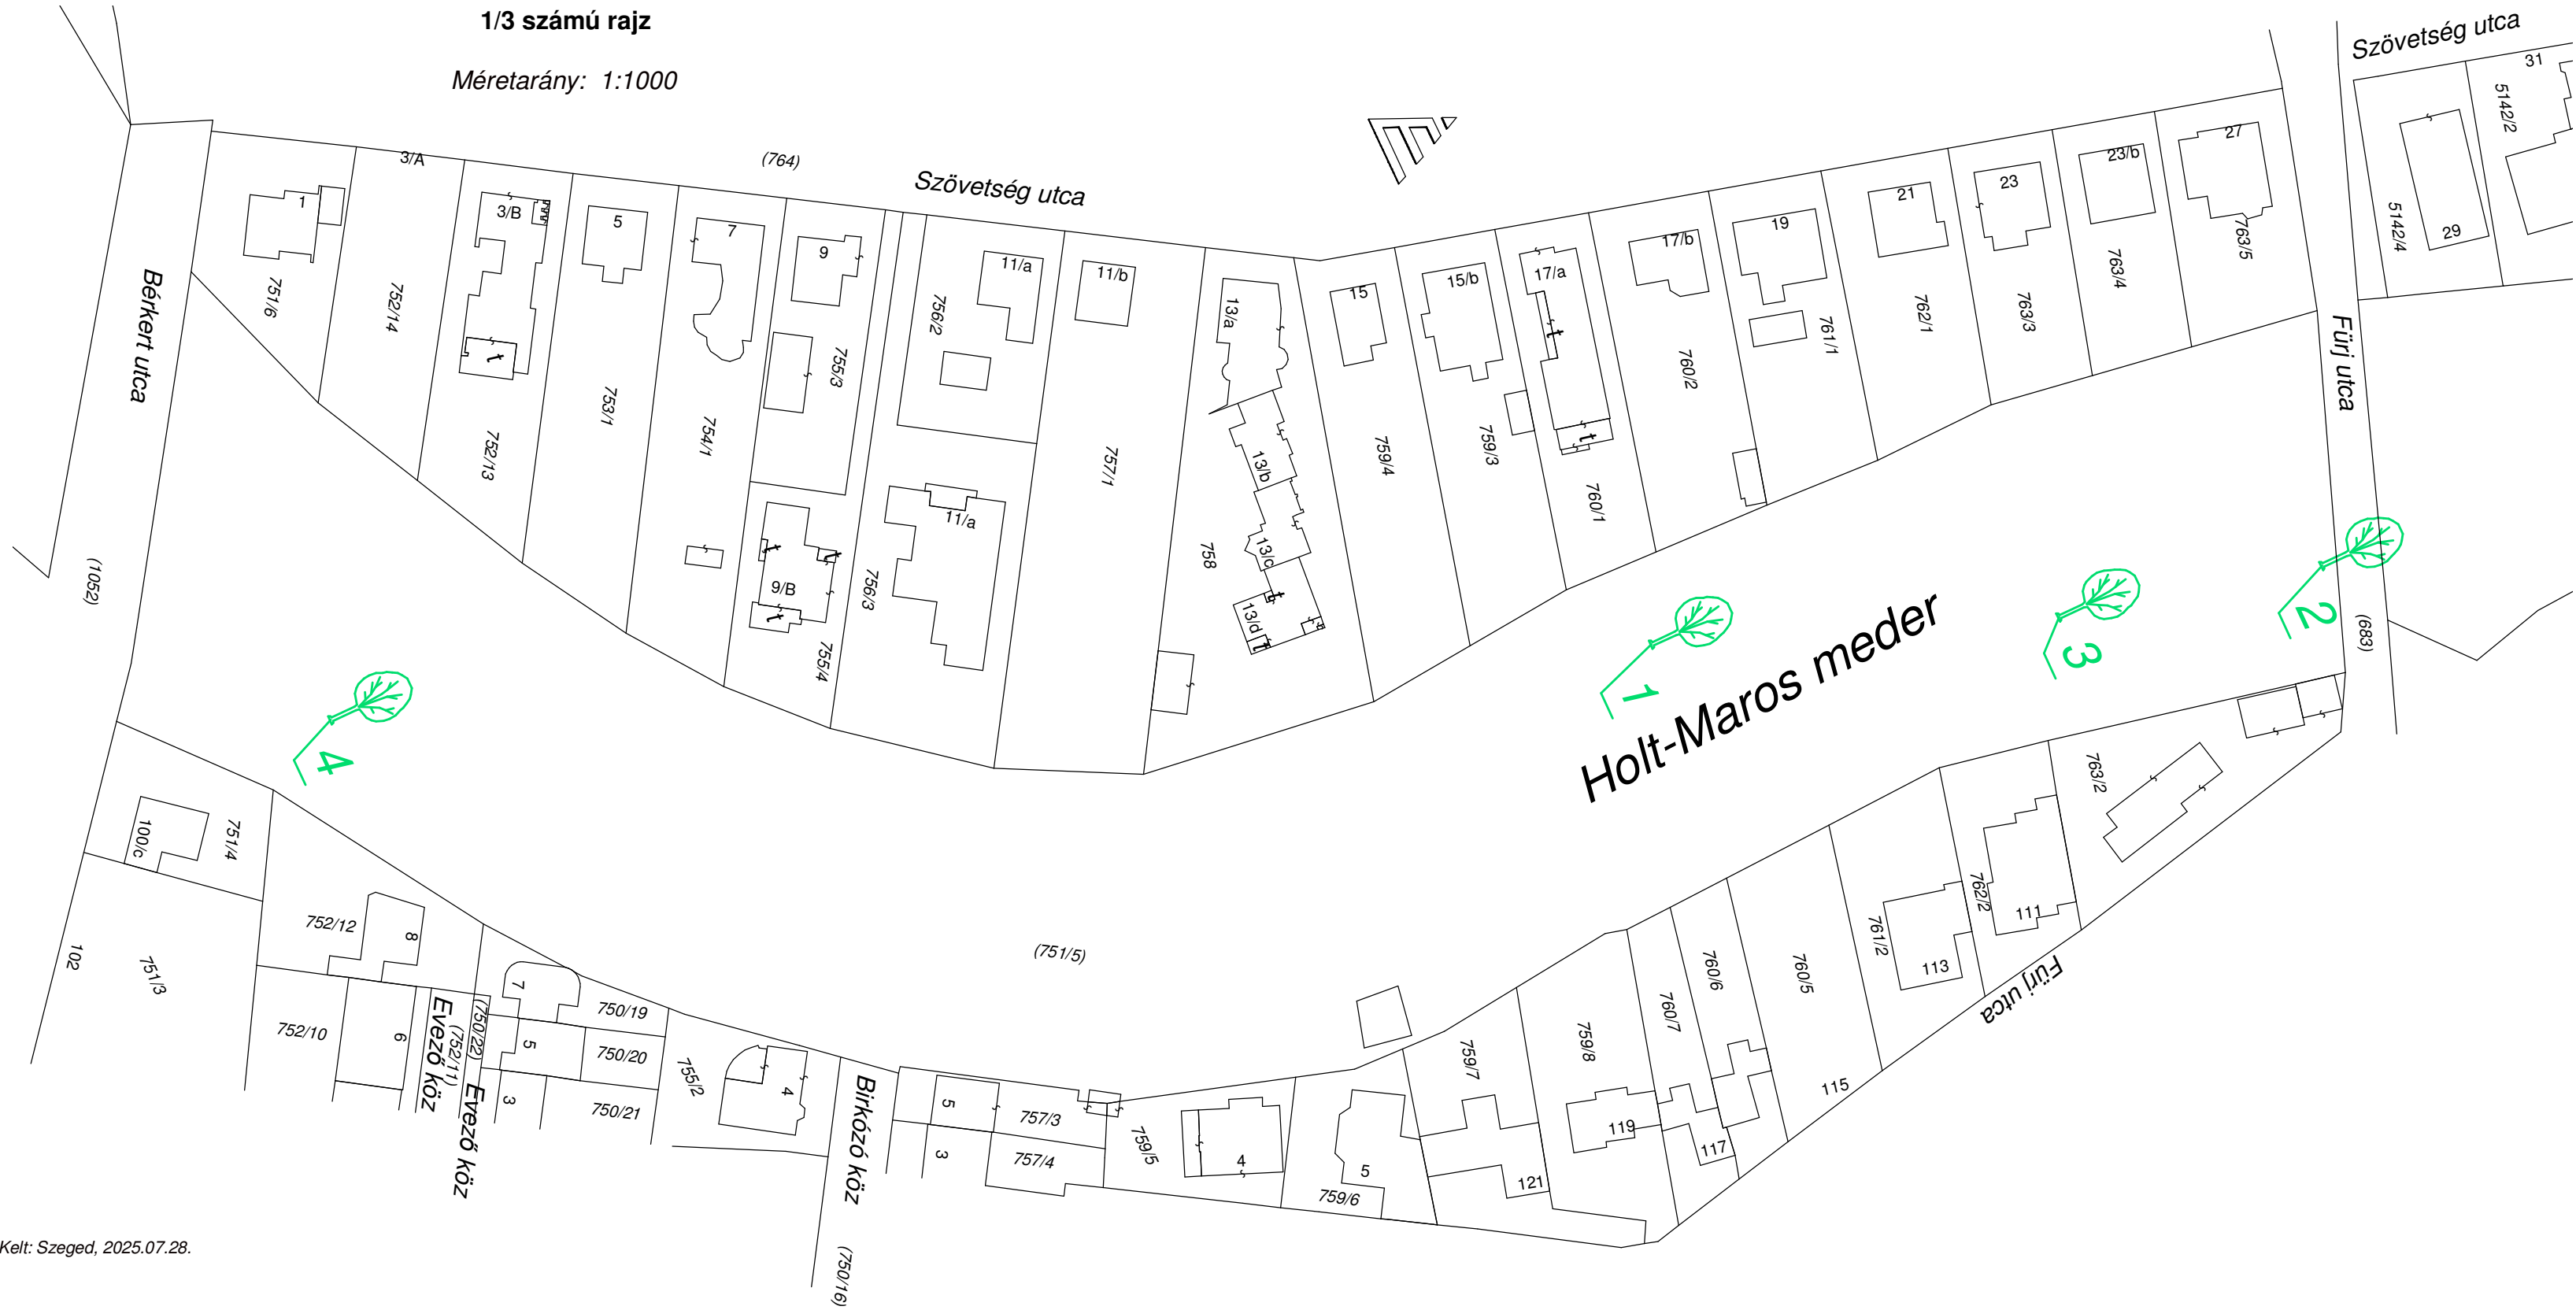 1/3 számú rajz
Méretarány: 1:1000
Szövetség utca
31
5142/2
29
5142/4
3/A
(764)
Szövetség utca
1
751/6
752/14
3/B
t
752/13
5
753/1
7
754/1
9
755/3
756/2
11/a
11/b
757/1
13/a
13/b
13/c
13/d
t
t
758
15
759/4
15/b
759/3
17/a
t
t
760/1
17/b
760/2
19
761/1
21
762/1
23
763/3
23/b
763/4
27
763/5
Fürj utca
(683)
Bérkert utca
(1052)
9/B
t
t
t
755/4
756/3
11/a
1
2
3
4
Holt-Maros meder
(751/5)
100/c
751/4
102
751/3
752/12
8
752/10
6
Evező köz
(752/11)
(750/22)
Evező köz
7
750/19
5
750/20
3
750/21
755/2
4
Birkózó köz
(750/16)
5
757/3
3
757/4
759/5
4
5
759/6
759/7
121
759/8
119
760/7
117
760/6
760/5
115
761/2
113
762/2
111
763/2
Fürj utca
Kelt: Szeged, 2025.07.28.